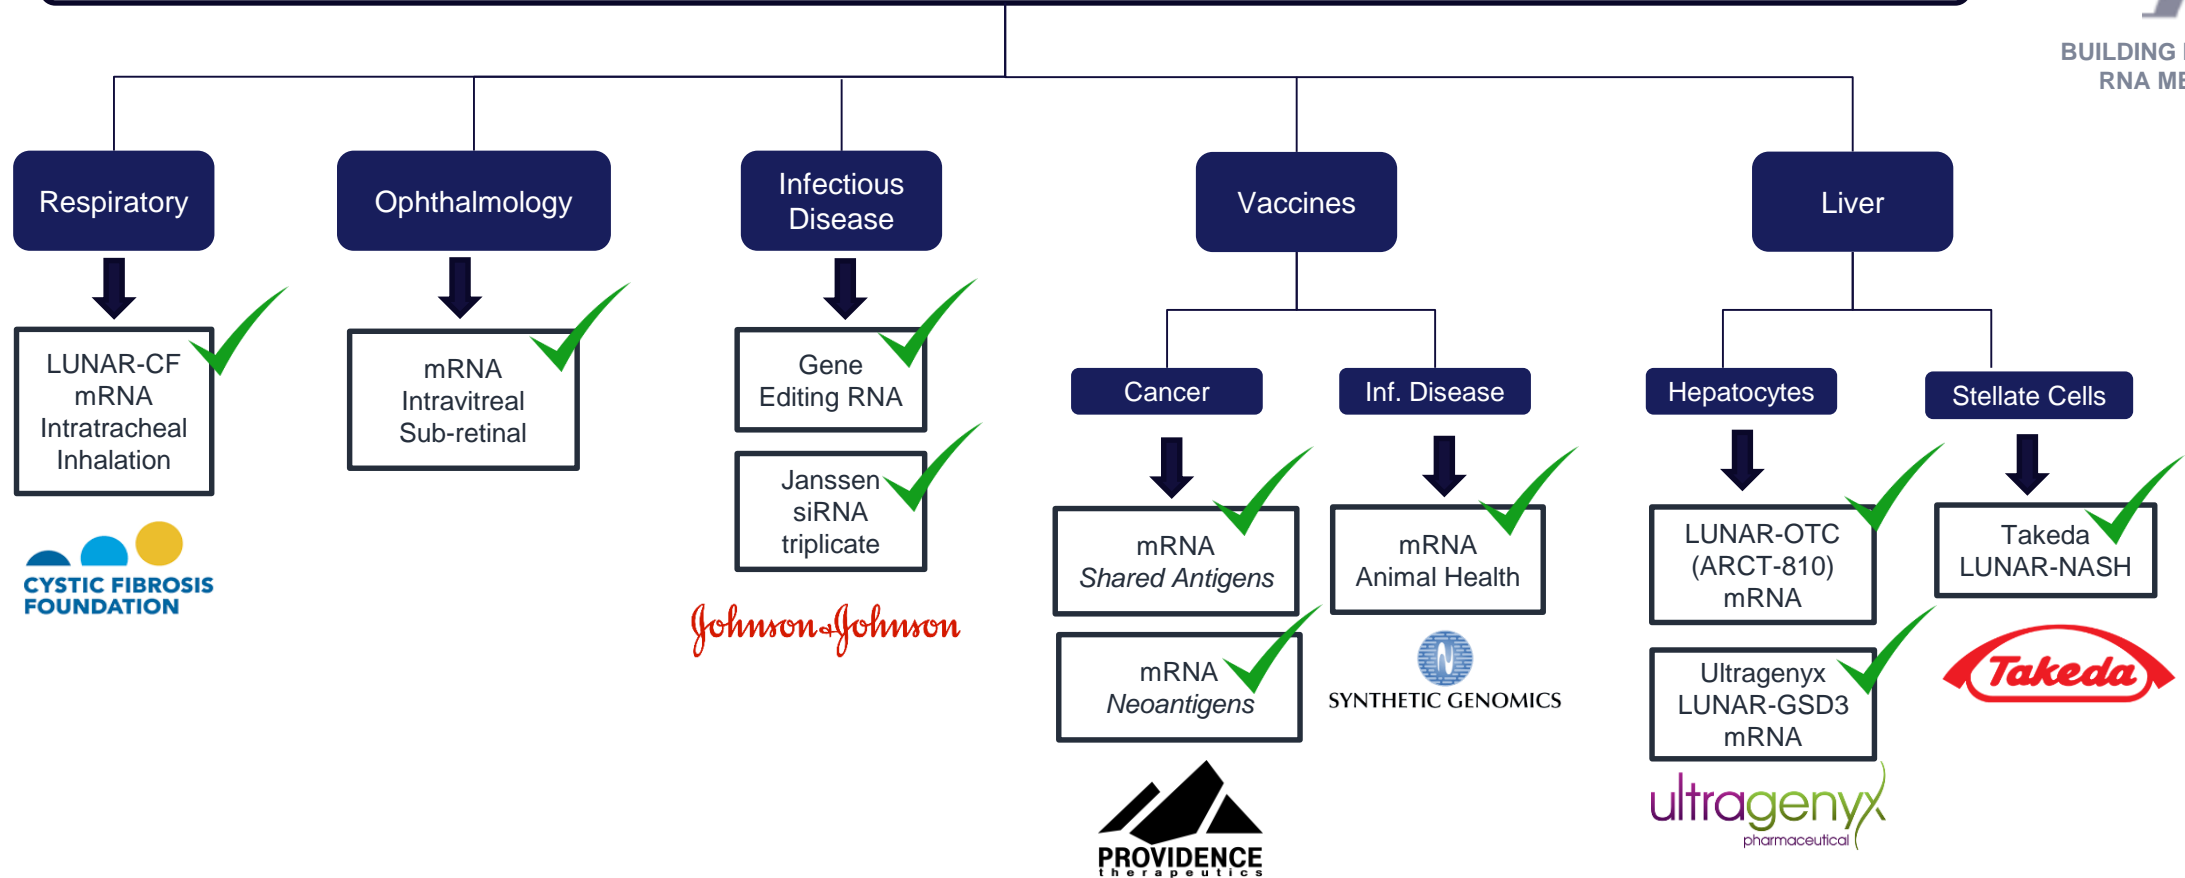 BUILDING
RNA
Respiratory
Ophthalmology
Infectious
Disease
Vaccines
Liver
LUNAR-CF
mRNA
Intratracheal
Inhalation
mRNA
Intravitreal
Sub-retinal
Gene
Editing RNA
Janssen
siRNA
triplicate
Cancer
Inf. Disease
Hepatocytes
Stellate Cells
mRNA
Shared Antigens
mRNA
Neoantigens
mRNA
Animal Health
LUNAR-OTC
(ARCT-810)
mRNA
Ultragenyx
LUNAR-GSD3
mRNA
Takeda
LUNAR-NASH
CYSTIC FIBROSIS
FOUNDATION
Johnson&Johnson
PROVIDENCE
therapeutics
N
SYNTHETIC GENOMICS
ultragenyx
pharmaceutical
Takeda